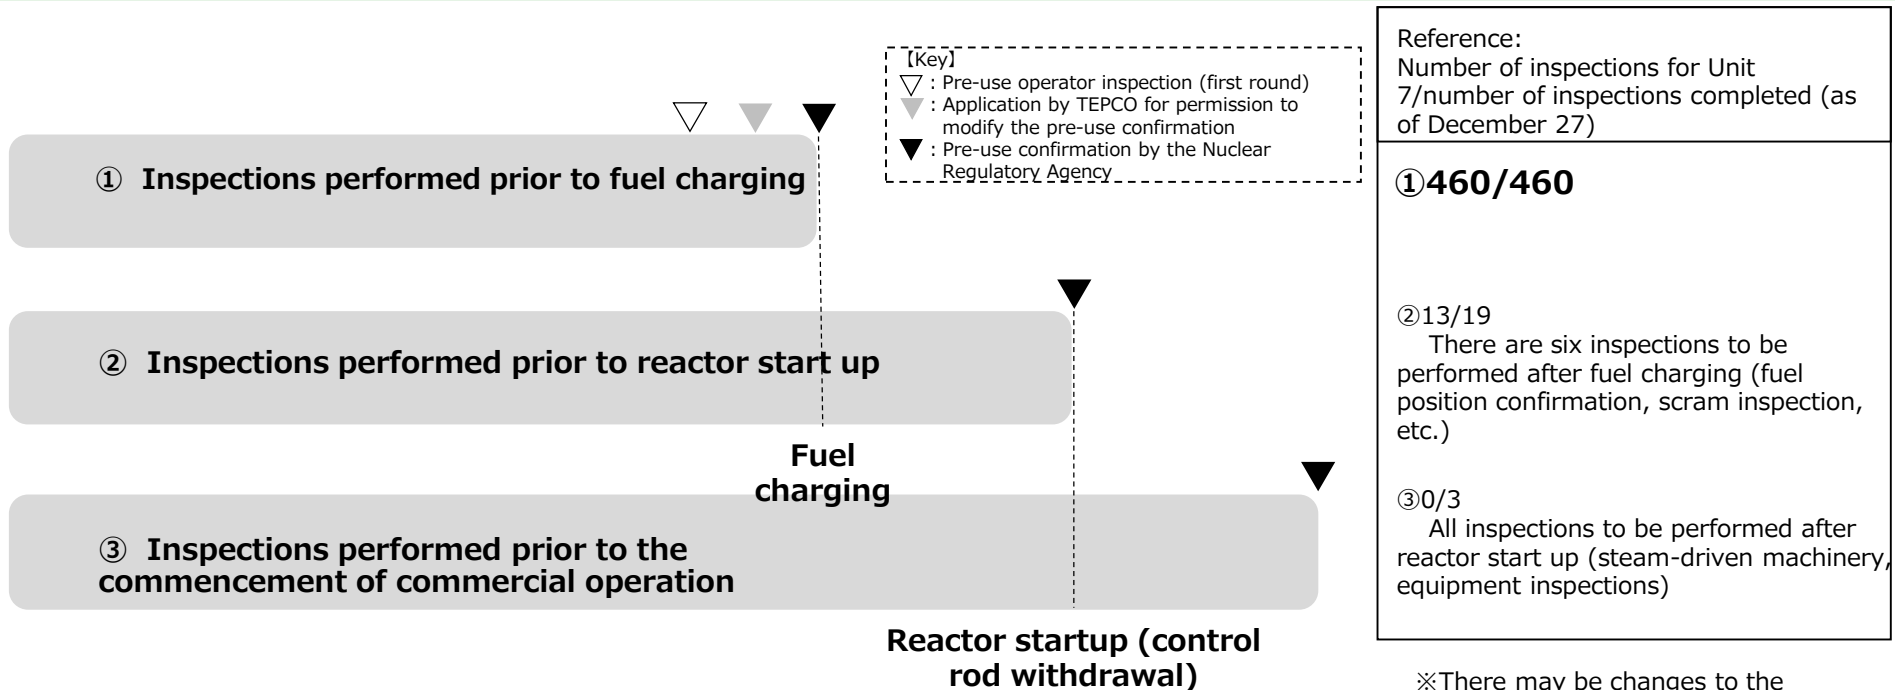 【Key】
▽ : Pre-use operator inspection (first round)
▼ : Application by TEPCO for permission to
modify the pre-use confirmation
▼ : Pre-use confirmation by the Nuclear
Regulatory Agency
Reference:
Number of inspections for Unit
7/number of inspections completed (as
of December 27)
① Inspections performed prior to fuel charging
①460/460
② Inspections performed prior to reactor start up
②13/19
There are six inspections to be
performed after fuel charging (fuel
position confirmation, scram inspection,
etc.)
Fuel
charging
③ Inspections performed prior to the
commencement of commercial operation
③0/3
All inspections to be performed after
reactor start up (steam-driven machinery,
equipment inspections)
Reactor startup (control
rod withdrawal)
※There may be changes to the